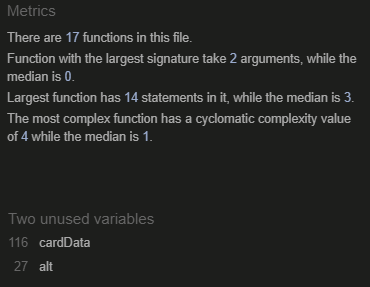 Metrics
There are 17 functions in this file.
Function with the largest signature take 2 arguments, while the
median is 0.
Largest function has 14 statements in it, while the median is 3.
The most complex function has a cyclomatic complexity value
of 4 while the median is 1.
Two unused variables
116 cardData
27 alt